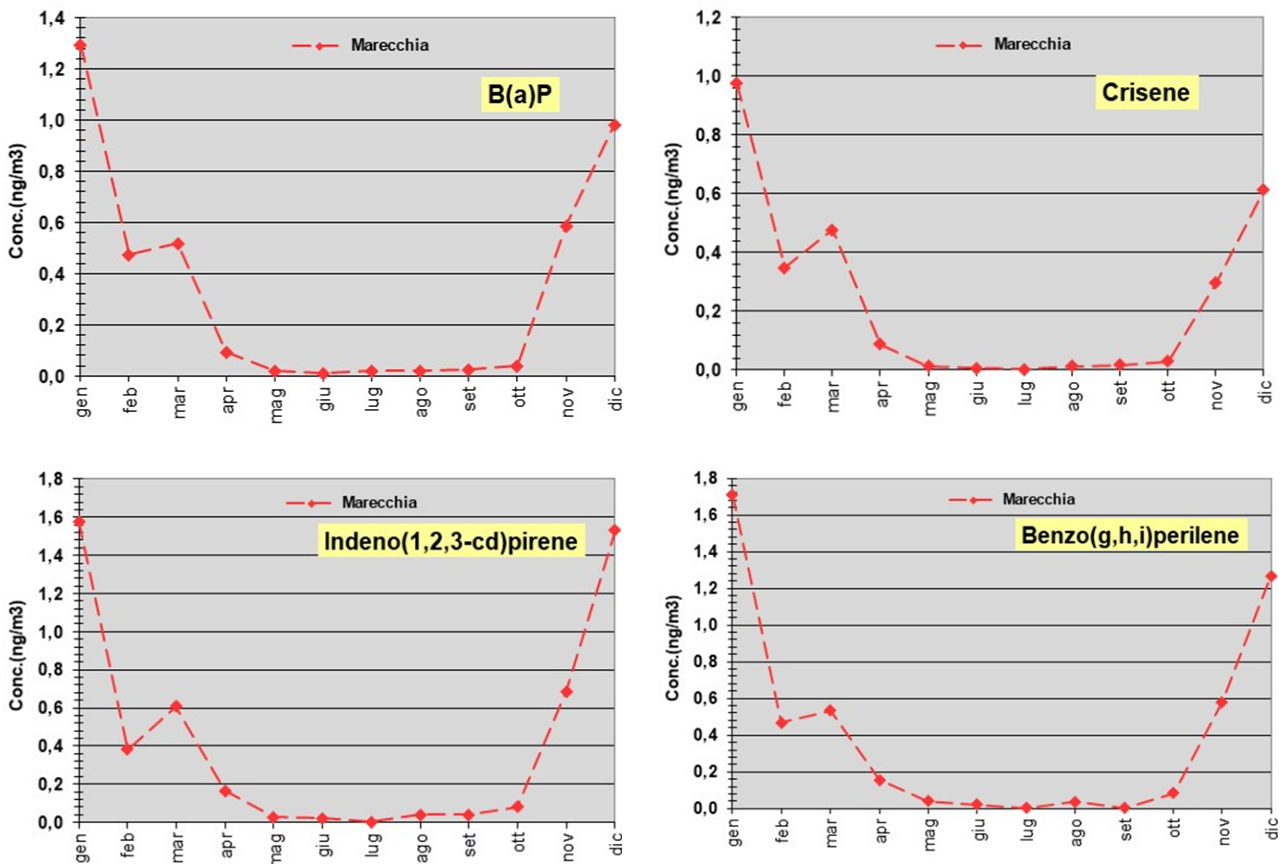 Marecchia
B(a)P
Conc.(ng/m3)
1,4
1,2
1,0
0,8
0,6
0,4
0,2
0,0
gen feb mar apr mag giu lug ago set ott nov dic
Marecchia
Crisene
Conc.(ng/m3)
1,2
1,0
0,8
0,6
0,4
0,2
0,0
gen feb mar apr mag giu lug ago set ott nov dic
Marecchia
Indeno(1,2,3-cd)pirene
Conc.(ng/m3)
1,8
1,6
1,4
1,2
1,0
0,8
0,6
0,4
0,2
0,0
gen feb mar apr mag giu lug ago set ott nov dic
Marecchia
Benzo(g,h,i)perilene
Conc.(ng/m3)
1,8
1,6
1,4
1,2
1,0
0,8
0,6
0,4
0,2
0,0
gen feb mar apr mag giu lug ago set ott nov dic